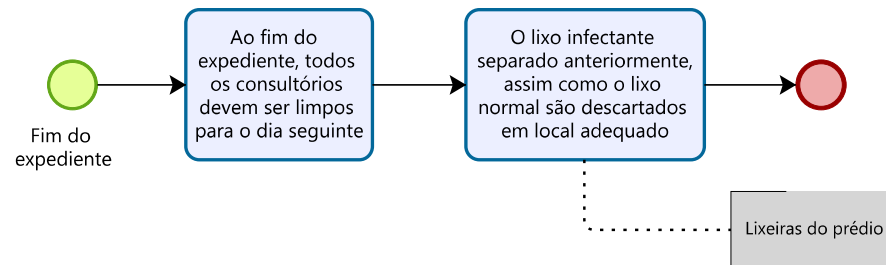 Fim do
expediente
Ao fim do
expediente, todos
os consultórios
devem ser limpos
para o dia seguinte
O lixo infectante
separado anteriormente,
assim como o lixo
normal são descartados
em local adequado
Lixeiras do prédio